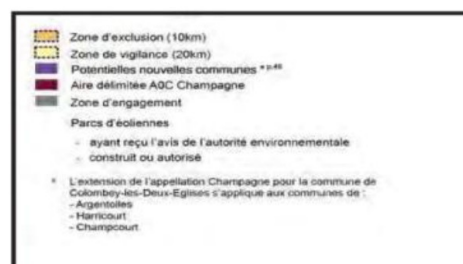 Zone d'exclusion (10km)
Zone de vigilance (20km)
Potentielles nouvelles communes * p.46
Aire délimitée AOC Champagne
Zone d'engagement
Parcs d'éoliennes
- ayant reçu l'avis de l'autorité environnementale
- construit ou autorisé
* L'extension de l'appellation Champagne pour la commune de
Colombey-les-Deux-Eglises s'applique aux communes de :
- Argentolles
- Harricourt
- Champcourt